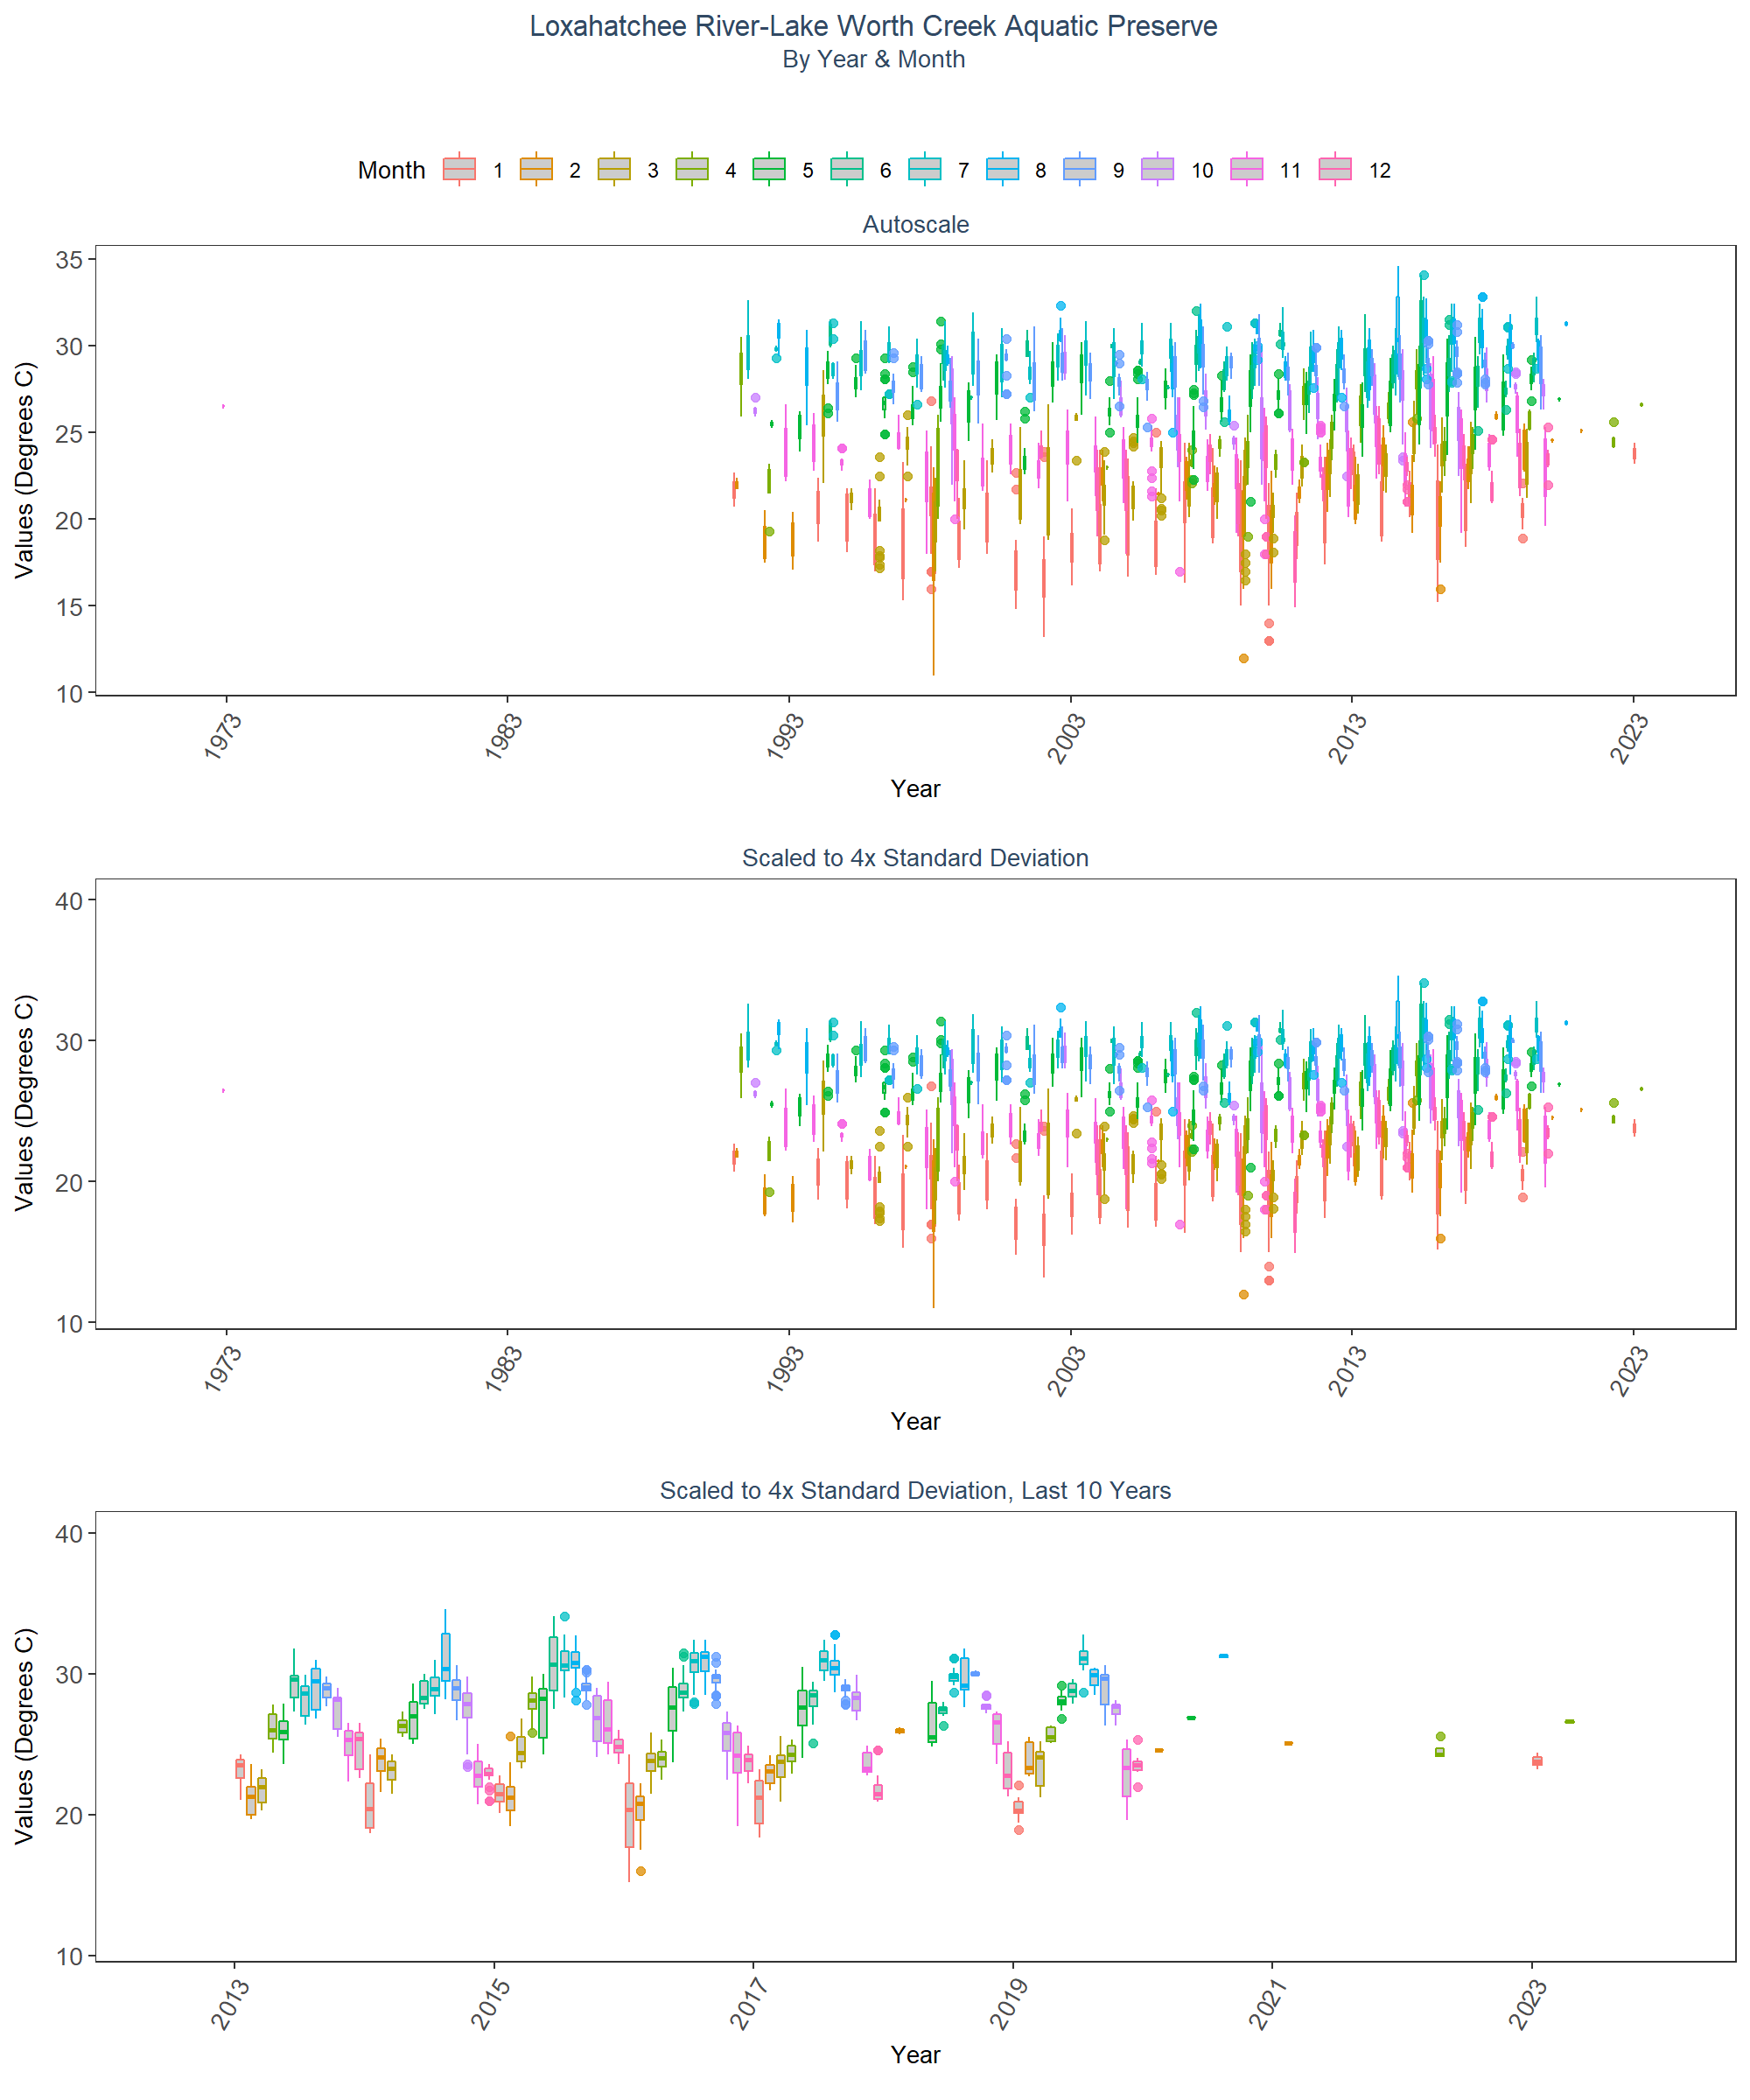 Loxahatchee River-Lake Worth Creek Aquatic Preserve
By Year & Month
Month 1 2 3 4 5 6 7 8 9 10 11 12
Autoscale
Values (Degrees C)
35
30
25
20
15
10
1973 1983 1993 2003 2013 2023
Year
Scaled to 4x Standard Deviation
Values (Degrees C)
40
30
20
10
1973 1983 1993 2003 2013 2023
Year
Scaled to 4x Standard Deviation, Last 10 Years
Values (Degrees C)
40
30
20
10
2013 2015 2017 2019 2021 2023
Year